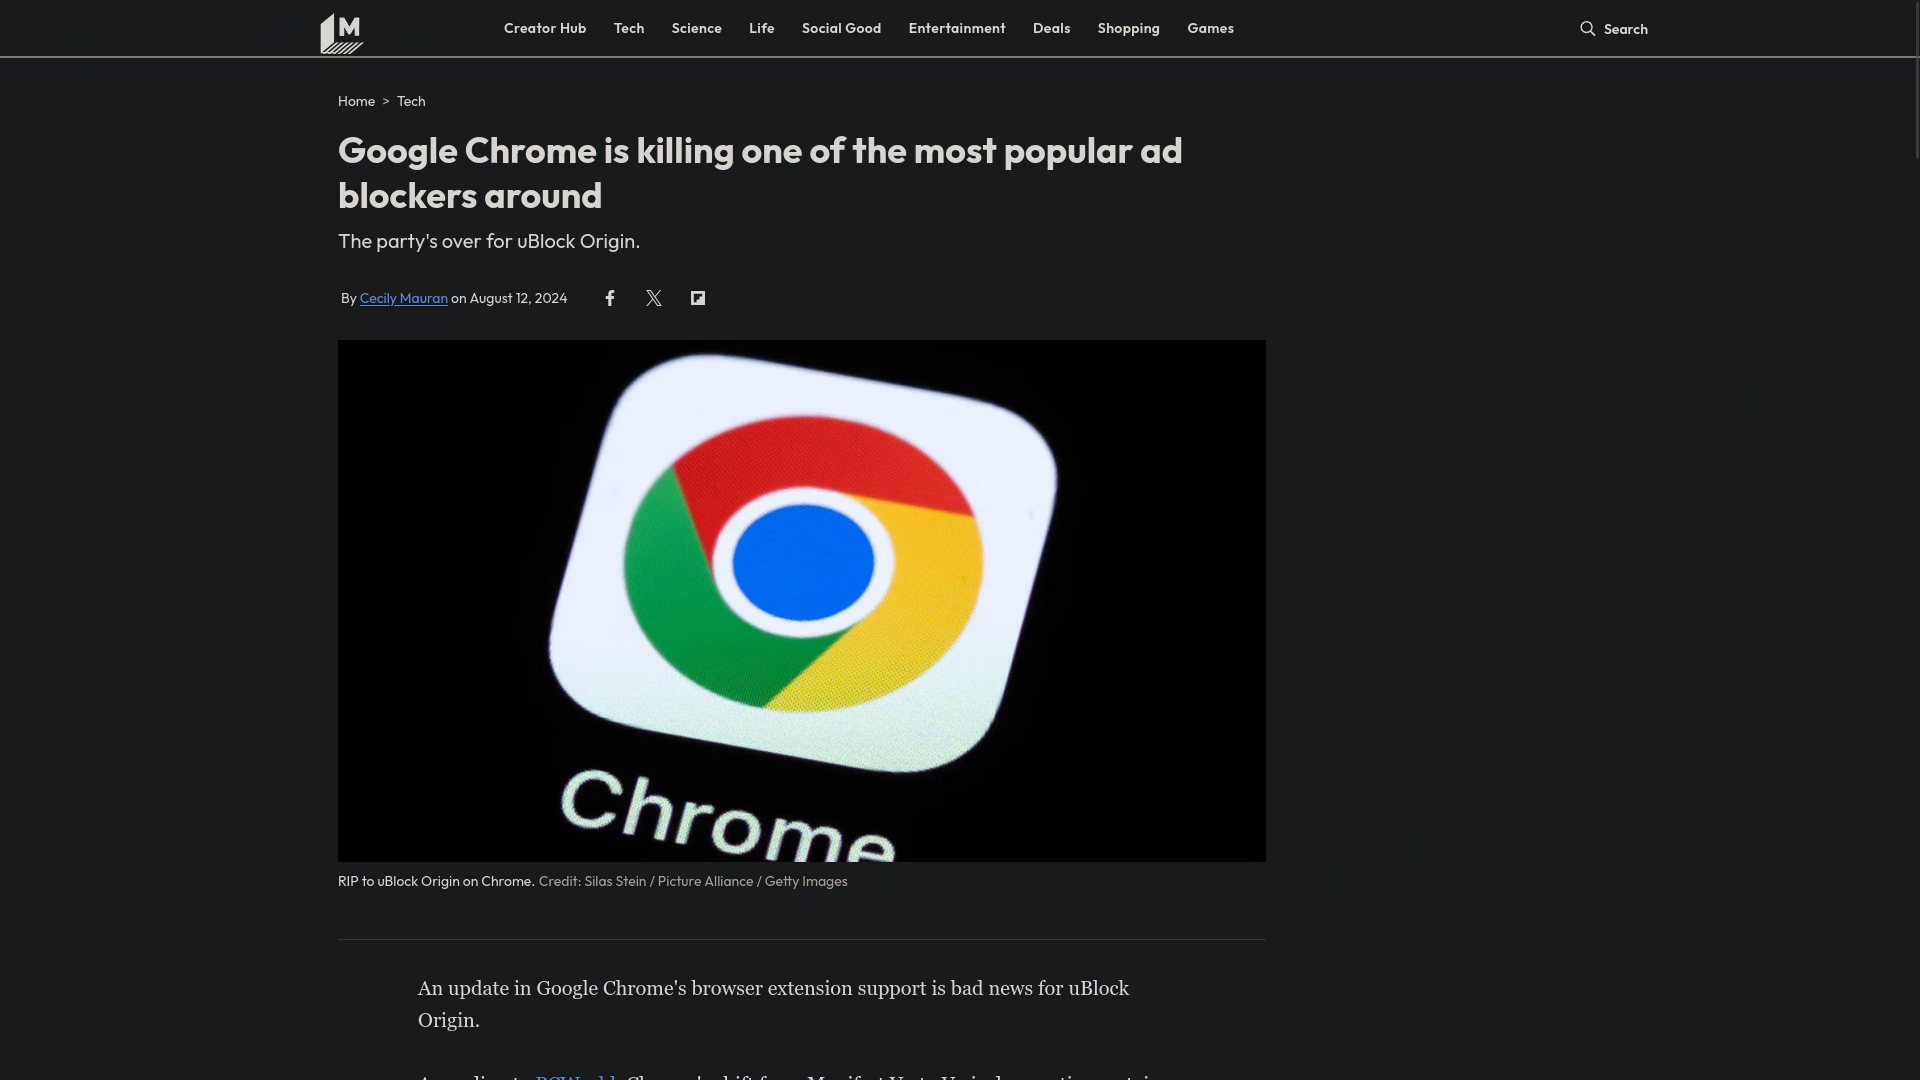 M
Creator Hub Tech Science Life Social Good Entertainment Deals Shopping Games Search
Home > Tech
Google Chrome is killing one of the most popular ad
blockers around
The party's over for uBlock Origin.
By Cecily Mauran on August 12, 2024
Chrome
RIP to uBlock Origin on Chrome. Credit: Silas Stein / Picture Alliance / Getty Images
An update in Google Chrome's browser extension support is bad news for uBlock
Origin.